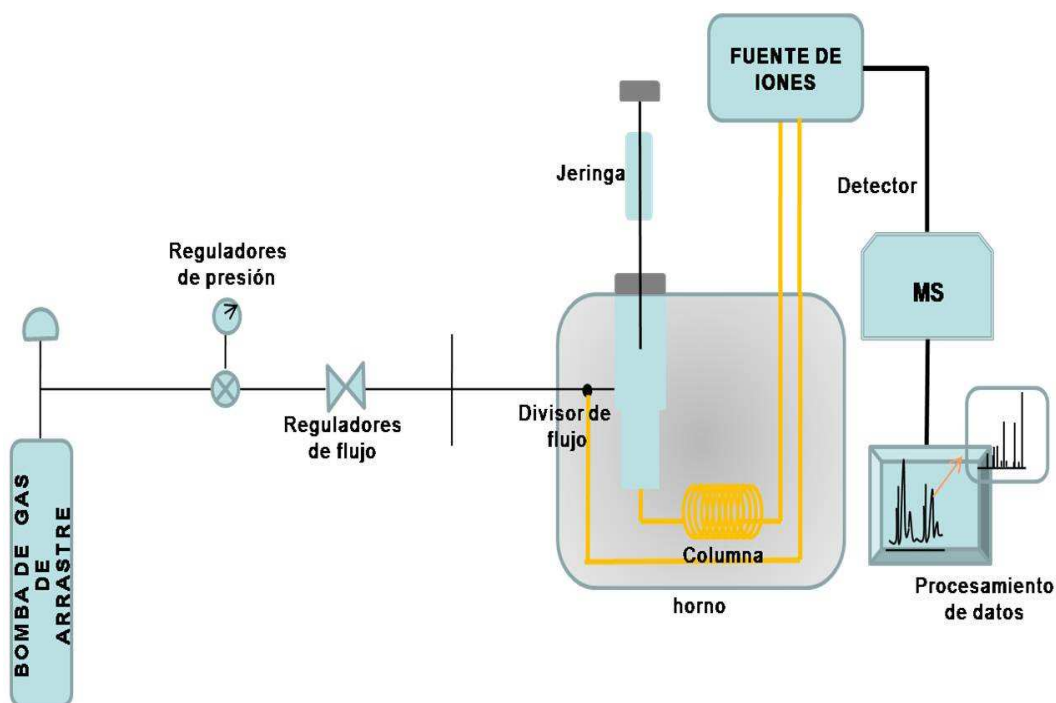 FUENTE DE
IONES
Jeringa
Detector
Reguladores
de presión
MS
Reguladores
de flujo
Divisor de
flujo
Columna
horno
BOMBA DE GAS
DE
ARRASTRE
Procesamiento
de datos